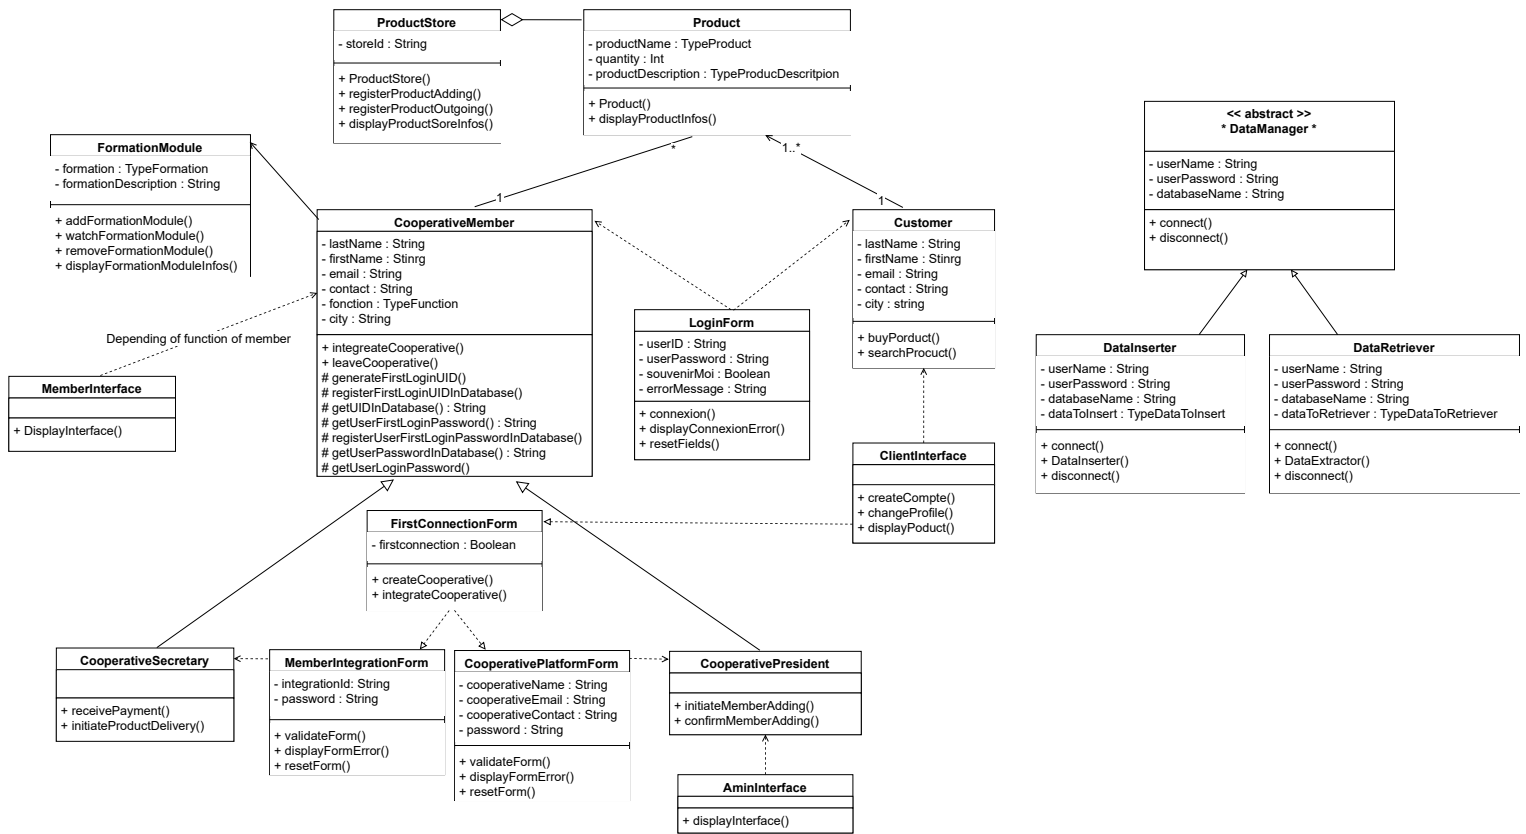 ProductStore
- storeId : String
+ ProductStore()
+ registerProductAdding()
+ registerProductOutgoing()
+ displayProductSoreInfos()
Product
- productName : TypeProduct
- quantity : Int
- productDescription : TypeProducDescritpion
+ Product()
+ displayProductInfos()
*
1
1..*
1
<< abstract >>
* DataManager *
- userName : String
- userPassword : String
- databaseName : String
+ connect()
+ disconnect()
FormationModule
- formation : TypeFormation
- formationDescription : String
+ addFormationModule()
+ watchFormationModule()
+ removeFormationModule()
+ displayFormationModuleInfos()
CooperativeMember
- lastName : String
- firstName : Stinrg
- email : String
- contact : String
- fonction : TypeFunction
- city : String
+ integreateCooperative()
+ leaveCooperative()
# generateFirstLoginUID()
# registerFirstLoginUIDInDatabase()
# getUIDInDatabase() : String
# getUserFirstLoginPassword() : String
# registerUserFirstLoginPasswordInDatabase()
# getUserPasswordInDatabase() : String
# getUserLoginPassword()
Customer
- lastName : String
- firstName : Stinrg
- email : String
- contact : String
- city : string
+ buyPorduct()
+ searchProcuct()
Depending of function of member
MemberInterface
+ DisplayInterface()
LoginForm
- userID : String
- userPassword : String
- souvenirMoi : Boolean
- errorMessage : String
+ connexion()
+ displayConnexionError()
+ resetFields()
DataInserter
- userName : String
- userPassword : String
- databaseName : String
- dataToInsert : TypeDataToInsert
+ connect()
+ DataInserter()
+ disconnect()
DataRetriever
- userName : String
- userPassword : String
- databaseName : String
- dataToRetriever : TypeDataToRetriever
+ connect()
+ DataExtractor()
+ disconnect()
ClientInterface
+ createCompte()
+ changeProfile()
+ displayPoduct()
FirstConnectionForm
- firstconnection : Boolean
+ createCooperative()
+ integrateCooperative()
CooperativeSecretary
+ receivePayment()
+ initiateProductDelivery()
MemberIntegrationForm
- integrationId: String
- password : String
+ validateForm()
+ displayFormError()
+ resetForm()
CooperativePlatformForm
- cooperativeName : String
- cooperativeEmail : String
- cooperativeContact : String
- password : String
+ validateForm()
+ displayFormError()
+ resetForm()
CooperativePresident
+ initiateMemberAdding()
+ confirmMemberAdding()
AminInterface
+ displayInterface()